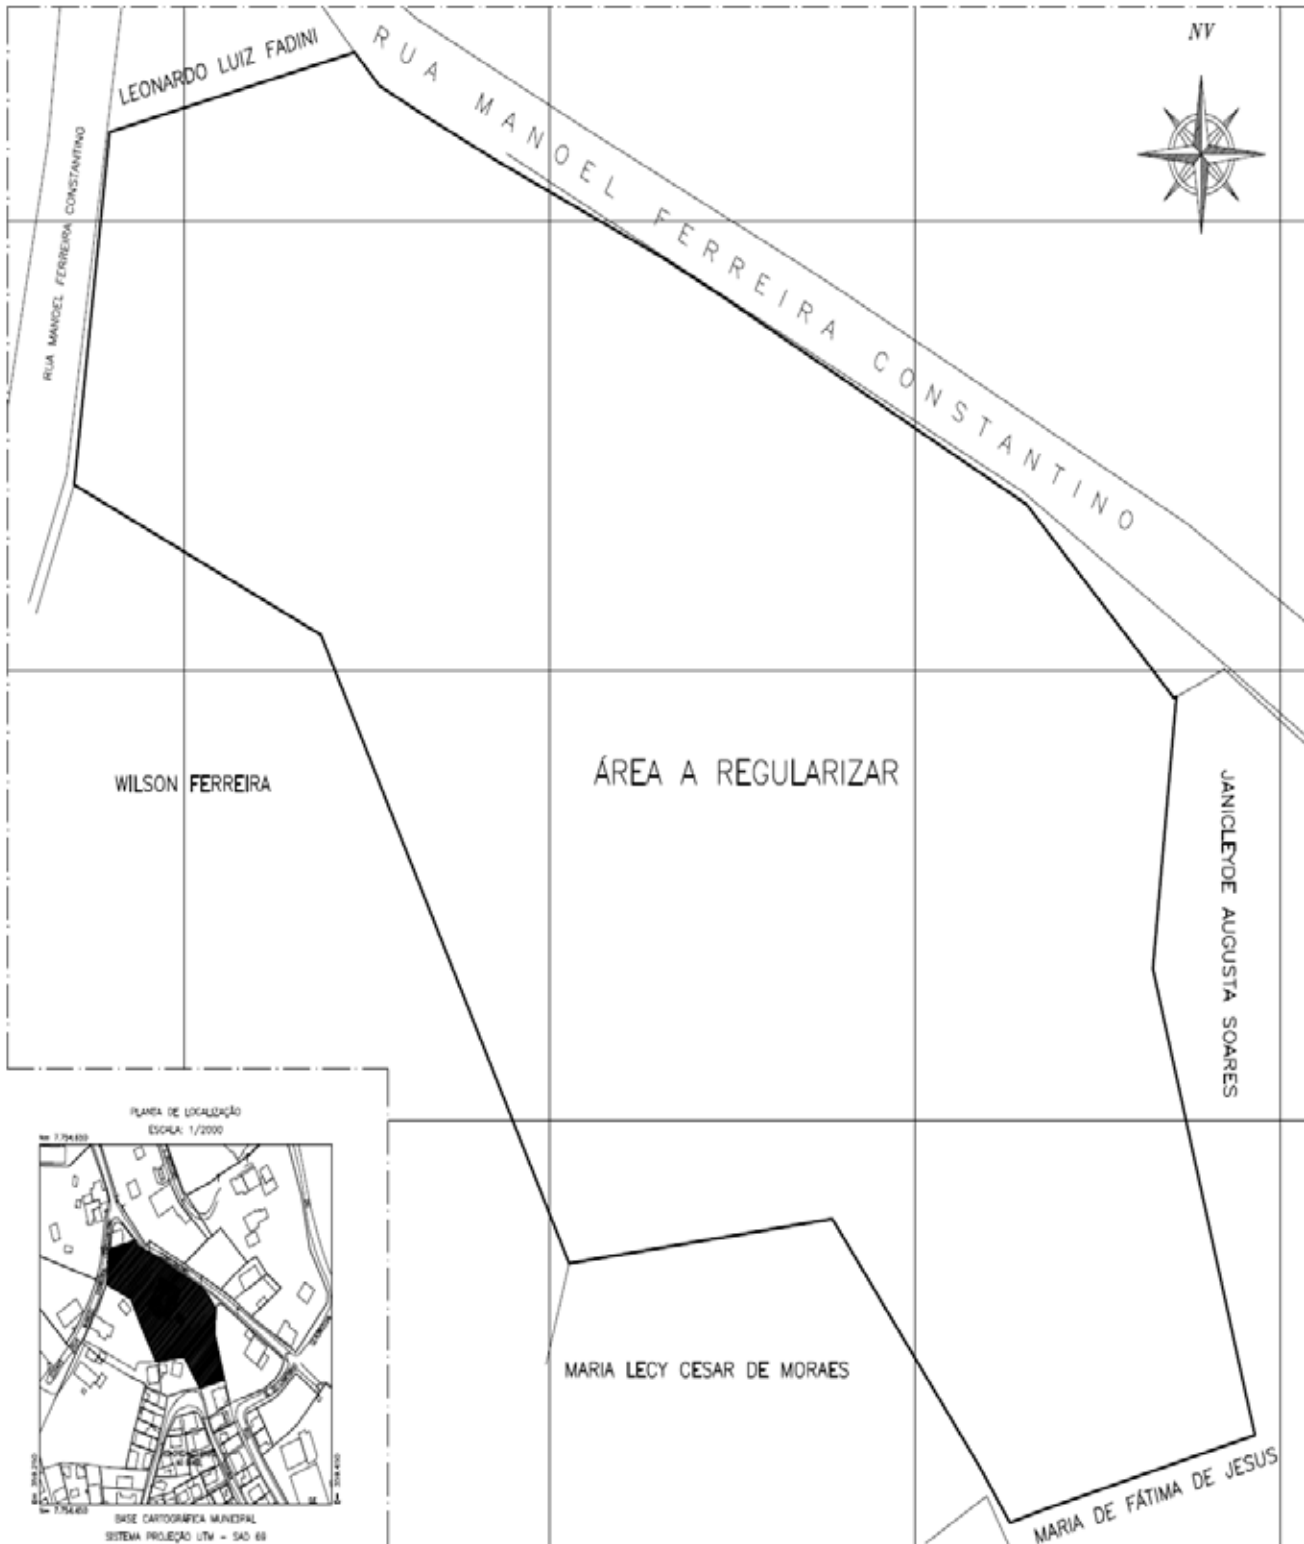 NV
LEONARDO LUIZ FADINI
RUA MANOEL FERREIRA CONSTANTINO
RUA MANOEL FERREIRA CONSTANTINO
WILSON FERREIRA
ÁREA A REGULARIZAR
JANICLEYDE AUGUSTA SOARES
MARIA LECY CESAR DE MORAES
MARIA DE FÁTIMA DE JESUS
PLANTA DE LOCALIZAÇÃO
ESCALA: 1/2000
BASE CARTOGRÁFICA MUNICIPAL
SISTEMA PROJEÇÃO UTM - SAD 69